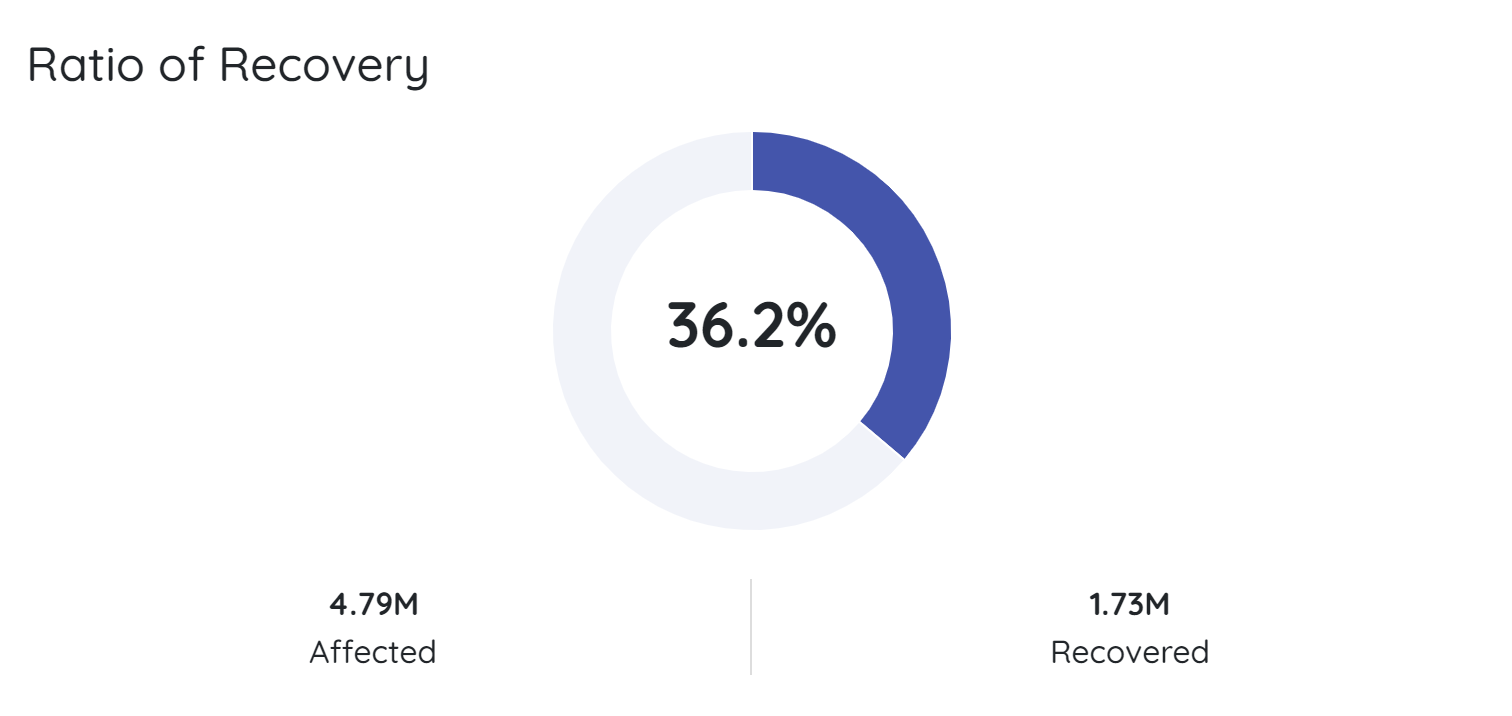 Ratio of Recovery
36.2%
4.79M
Affected
1.73M
Recovered